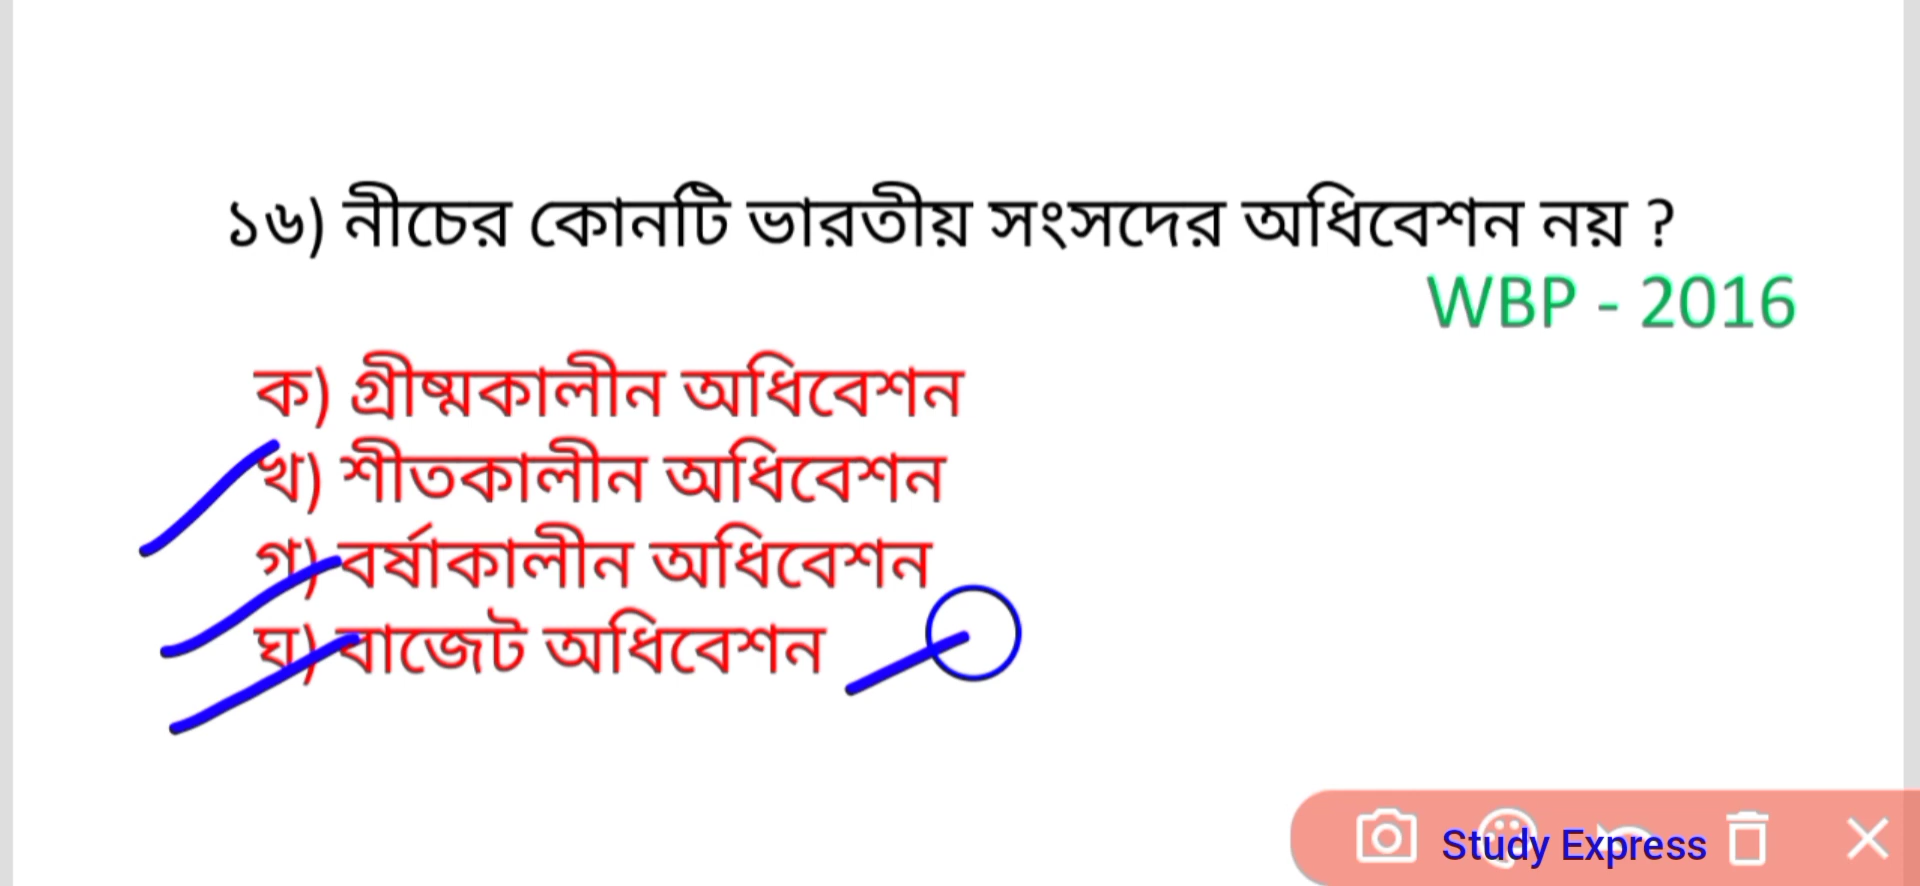 ১৬) নীচের কোনটি ভারতীয় সংসদের অধিবেশন নয় ?
WBP - 2016
ক) গ্রীষ্মকালীন অধিবেশন
খ) শীতকালীন অধিবেশন
গ) বর্ষাকালীন অধিবেশন
ঘ) বাজেট অধিবেশন
Study Express